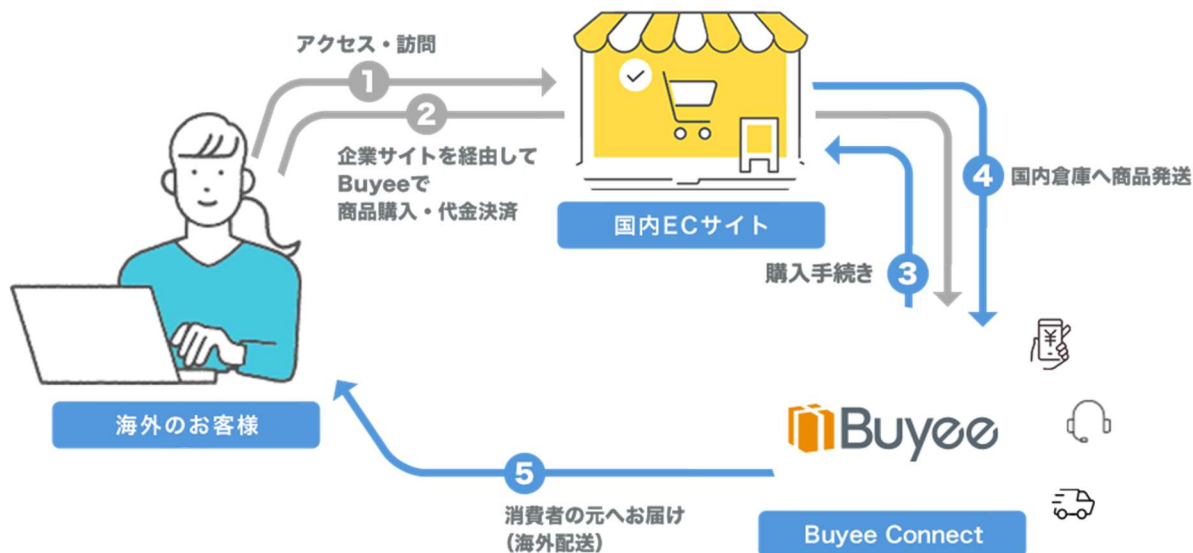 アクセス・訪問
1
2
企業サイトを経由して
Buyeeで
商品購入・代金決済
国内ECサイト
4
国内倉庫へ商品発送
購入手続き
3
¥
海外のお客様
Buyee
5
消費者の元へお届け
(海外配送)
Buyee Connect